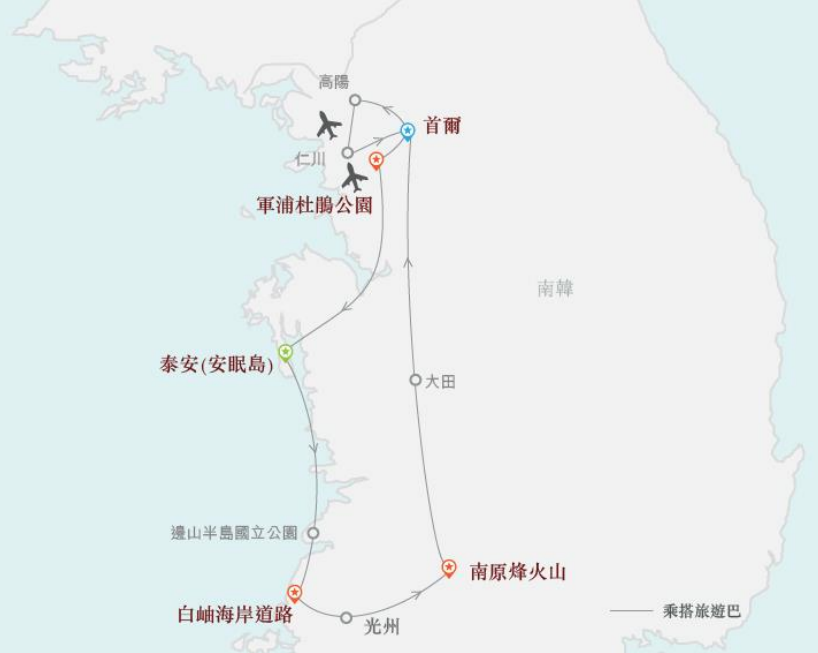 高陽
首爾
仁川
軍浦杜鵑公園
南韓
泰安(安眠島)
大田
邊山半島國立公園
南原烽火山
白岫海岸道路
乘搭旅遊巴
光州